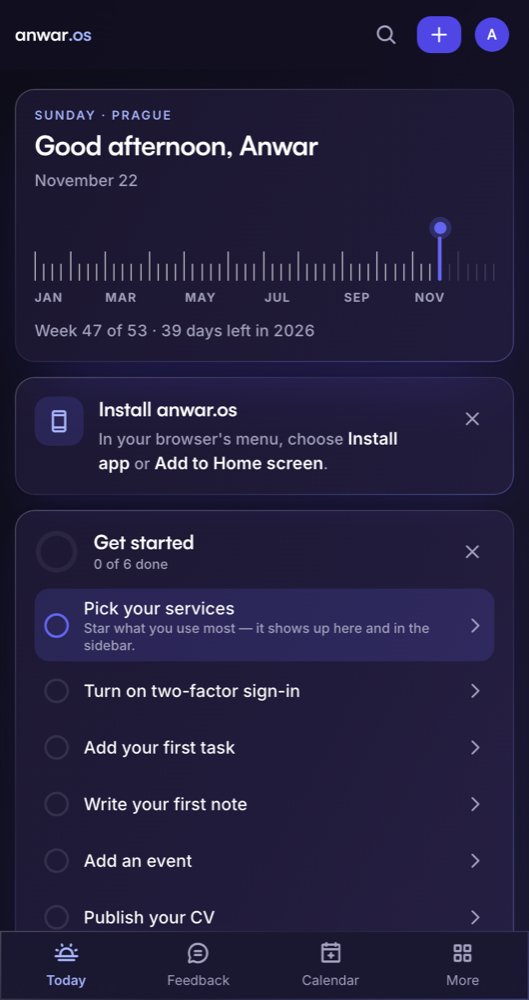 anwar.os
A
SUNDAY · PRAGUE
Good afternoon, Anwar
November 22
JAN MAR MAY JUL SEP NOV
Week 47 of 53 · 39 days left in 2026
Install anwar.os
In your browser's menu, choose Install
app or Add to Home screen.
Get started
0 of 6 done
Pick your services
Star what you use most — it shows up here and in the
sidebar.
Turn on two-factor sign-in
Add your first task
Write your first note
Add an event
Publish your CV
Today Feedback Calendar More